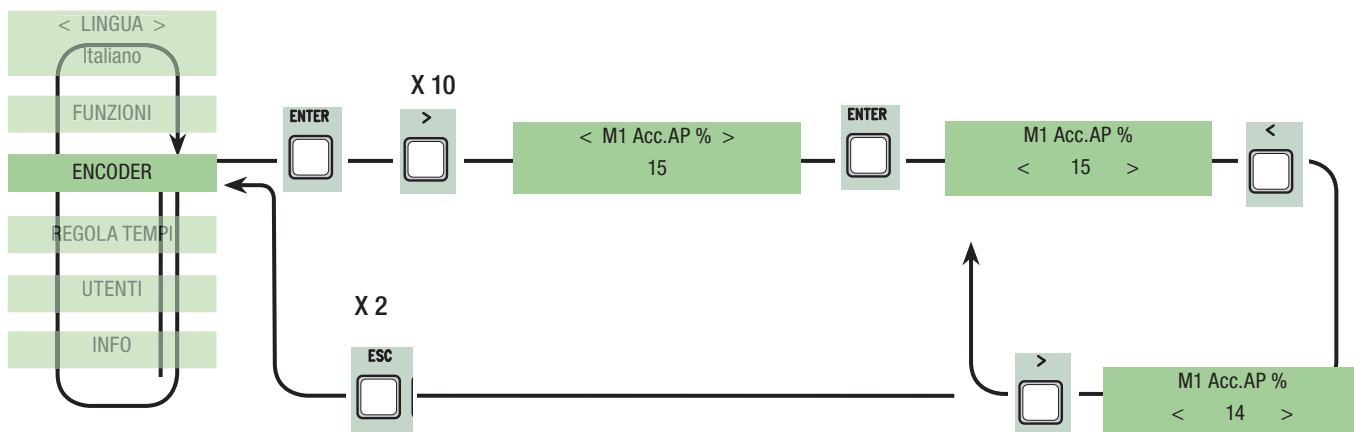 < LINGUA >
Italiano
FUNZIONI
ENCODER
REGOLA TEMPI
UTENTI
INFO
ENTER
X 10
>
< M1 Acc.AP % >
15
ENTER
M1 Acc.AP %
< 15 >
<
X 2
ESC
>
M1 Acc.AP %
< 14 >